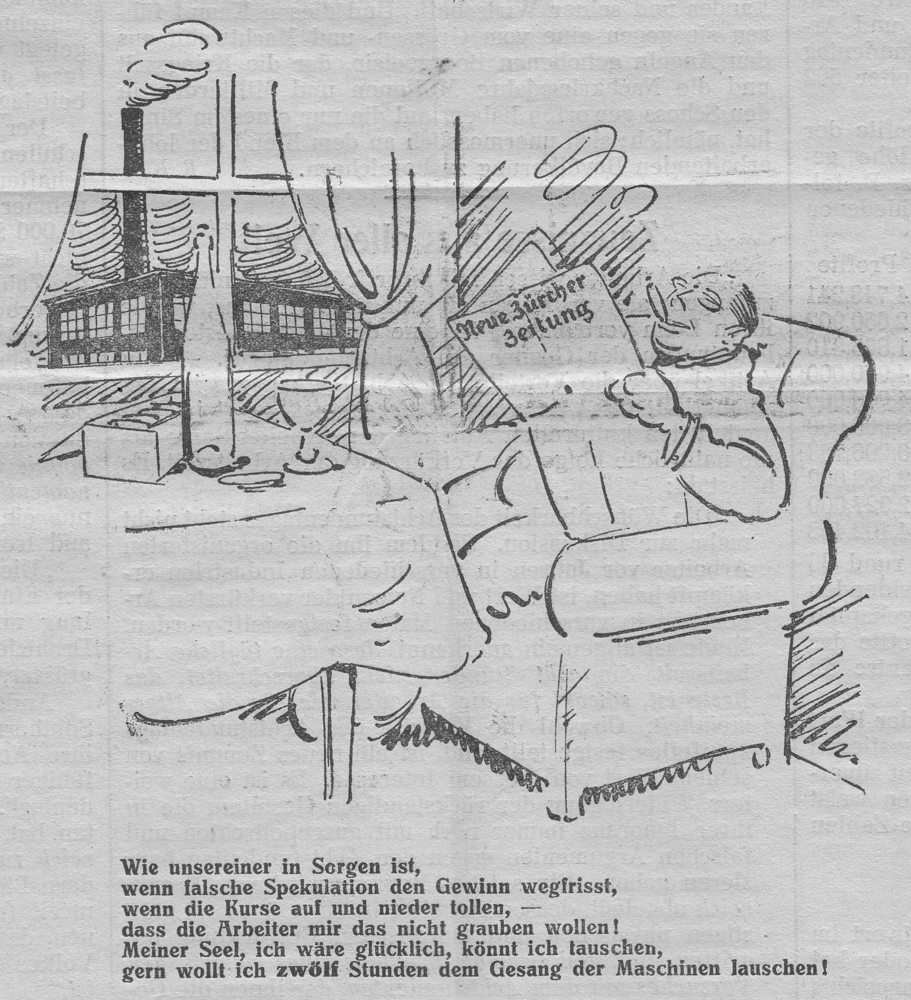 Neue Zürcher
Zeitung
Wie unsereiner in Sorgen ist,
wenn falsche Spekulation den Gewinn wegfrisst,
wenn die Kurse auf und nieder tollen, —
dass die Arbeiter mir das nicht glauben wollen!
Meiner Seel, ich wäre glücklich, könnt ich tauschen,
gern wollt ich zwölf Stunden dem Gesang der Maschinen lauschen!